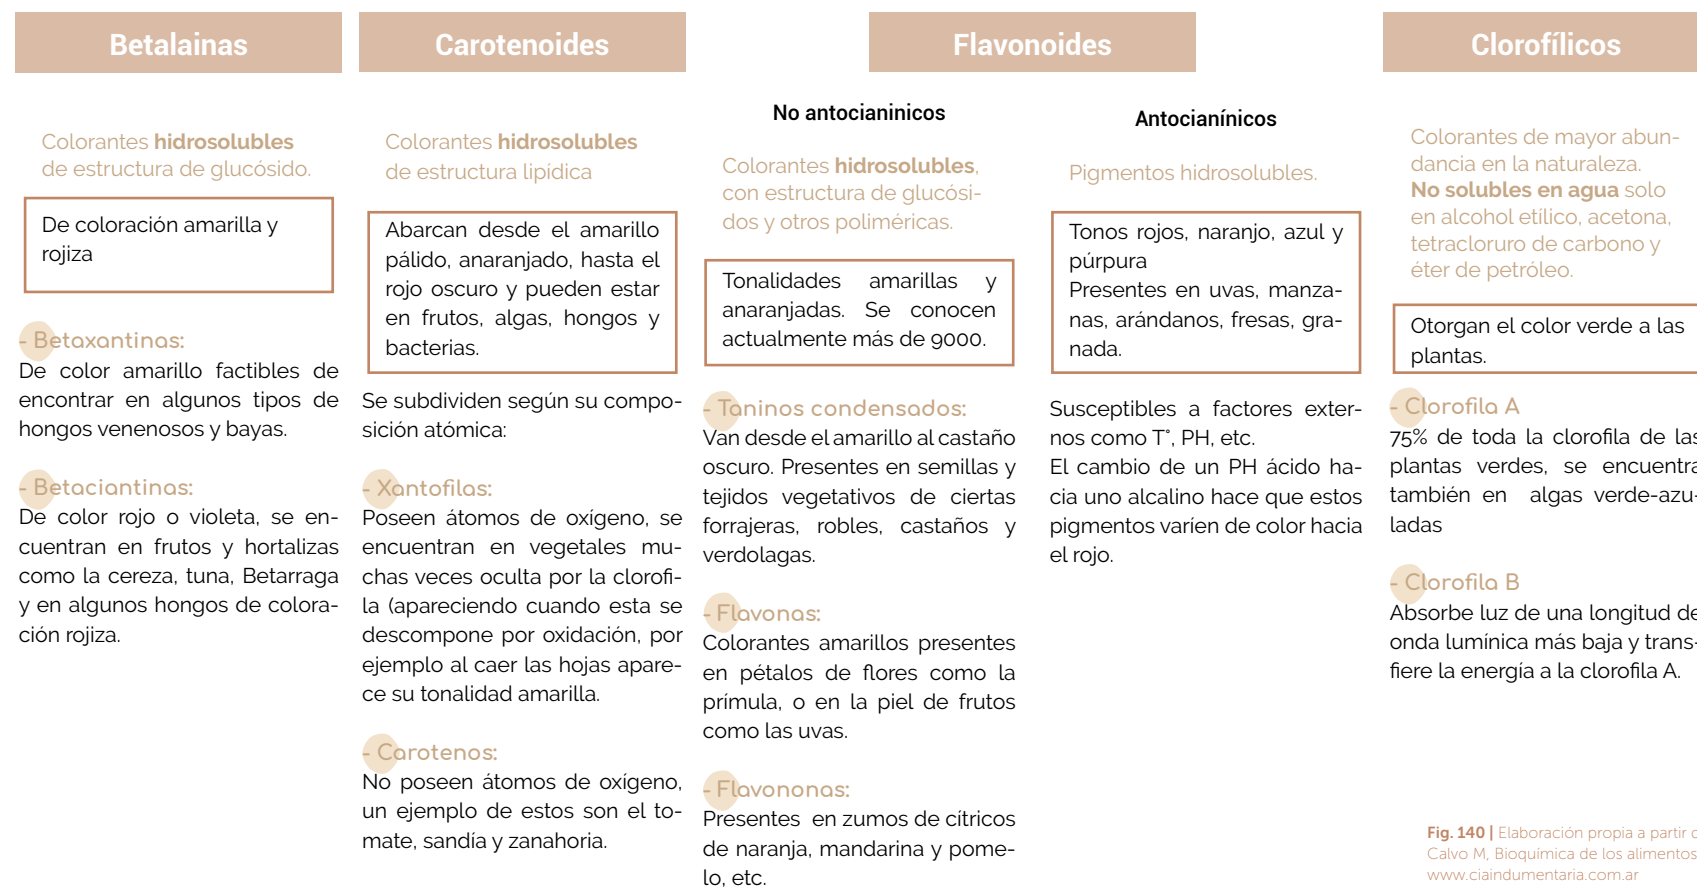 Betalainas
Colorantes hidrosolubles
de estructura de glucósido.
De coloración amarilla y
rojiza
- Betaxantinas:
De color amarillo factibles de
encontrar en algunos tipos de
hongos venenosos y bayas.
- Betaciantinas:
De color rojo o violeta, se en-
cuentran en frutos y hortalizas
como la cereza, tuna, Betarraga
y en algunos hongos de colora-
ción rojiza.
Carotenoides
Colorantes hidrosolubles
de estructura lipídica
Abarcan desde el amarillo
pálido, anaranjado, hasta el
rojo oscuro y pueden estar
en frutos, algas, hongos y
bacterias.
Se subdividen según su compo-
sición atómica:
- Xantofilas:
Poseen átomos de oxígeno, se
encuentran en vegetales mu-
chas veces oculta por la clorofi-
la (apareciendo cuando esta se
descompone por oxidación, por
ejemplo al caer las hojas apare-
ce su tonalidad amarilla.
- Carotenos:
No poseen átomos de oxígeno,
un ejemplo de estos son el to-
mate, sandía y zanahoria.
Flavonoides
No antocianinicos
Colorantes hidrosolubles,
con estructura de glucósi-
dos y otros poliméricas.
Tonalidades amarillas y
anaranjadas. Se conocen
actualmente más de 9000.
- Taninos condensados:
Van desde el amarillo al castaño
oscuro. Presentes en semillas y
tejidos vegetativos de ciertas
forrajeras, robles, castaños y
verdolagas.
- Flavonas:
Colorantes amarillos presentes
en pétalos de flores como la
prímula, o en la piel de frutos
como las uvas.
- Flavononas:
Presentes en zumos de cítricos
de naranja, mandarina y pome-
lo, etc.
Antocianínicos
Pigmentos hidrosolubles.
Tonos rojos, naranjo, azul y
púrpura
Presentes en uvas, manza-
nas, arándanos, fresas, gra-
nada.
Susceptibles a factores exter-
nos como T°, PH, etc.
El cambio de un PH ácido ha-
cia uno alcalino hace que estos
pigmentos varíen de color hacia
el rojo.
Clorofílicos
Colorantes de mayor abun-
dancia en la naturaleza.
No solubles en agua solo
en alcohol etílico, acetona,
tetracloruro de carbono y
éter de petróleo.
Otorgan el color verde a las
plantas.
- Clorofila A
75% de toda la clorofila de las
plantas verdes, se encuentra
también en algas verde-azu-
ladas
- Clorofila B
Absorbe luz de una longitud de
onda lumínica más baja y trans-
fiere la energía a la clorofila A.
Fig. 140 | Elaboración propia a partir
Calvo M, Bioquímica de los alimentos
www.ciaindumentaria.com.ar